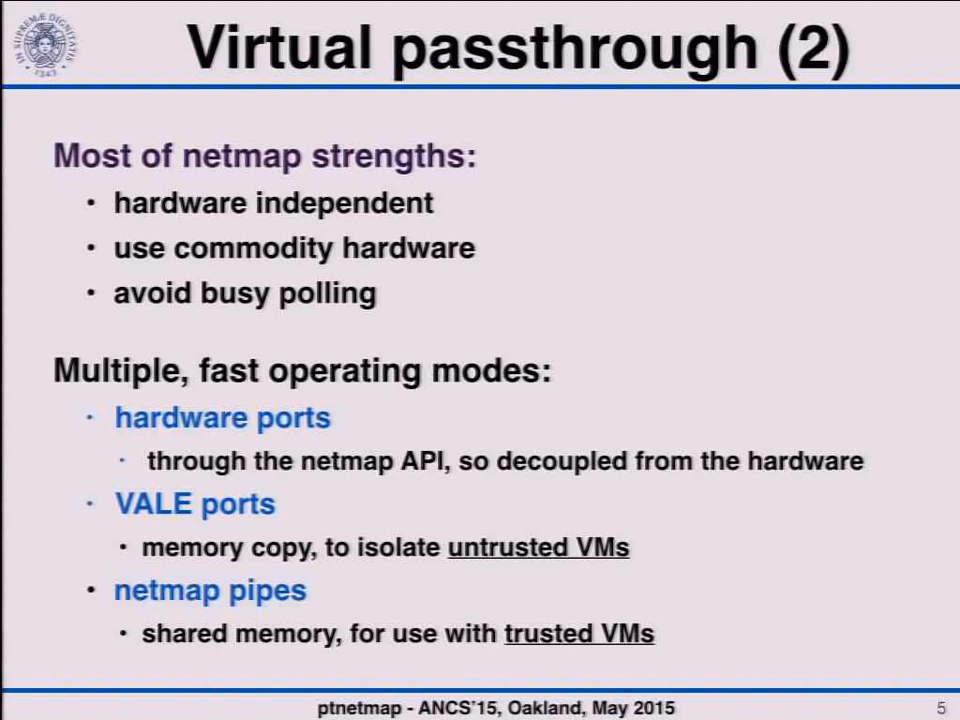 Virtual passthrough (2)
Most of netmap strengths:
• hardware independent
• use commodity hardware
• avoid busy polling
Multiple, fast operating modes:
• hardware ports
• through the netmap API, so decoupled from the hardware
• VALE ports
• memory copy, to isolate untrusted VMs
• netmap pipes
• shared memory, for use with trusted VMs
ptnetmap - ANCS'15, Oakland, May 2015
5